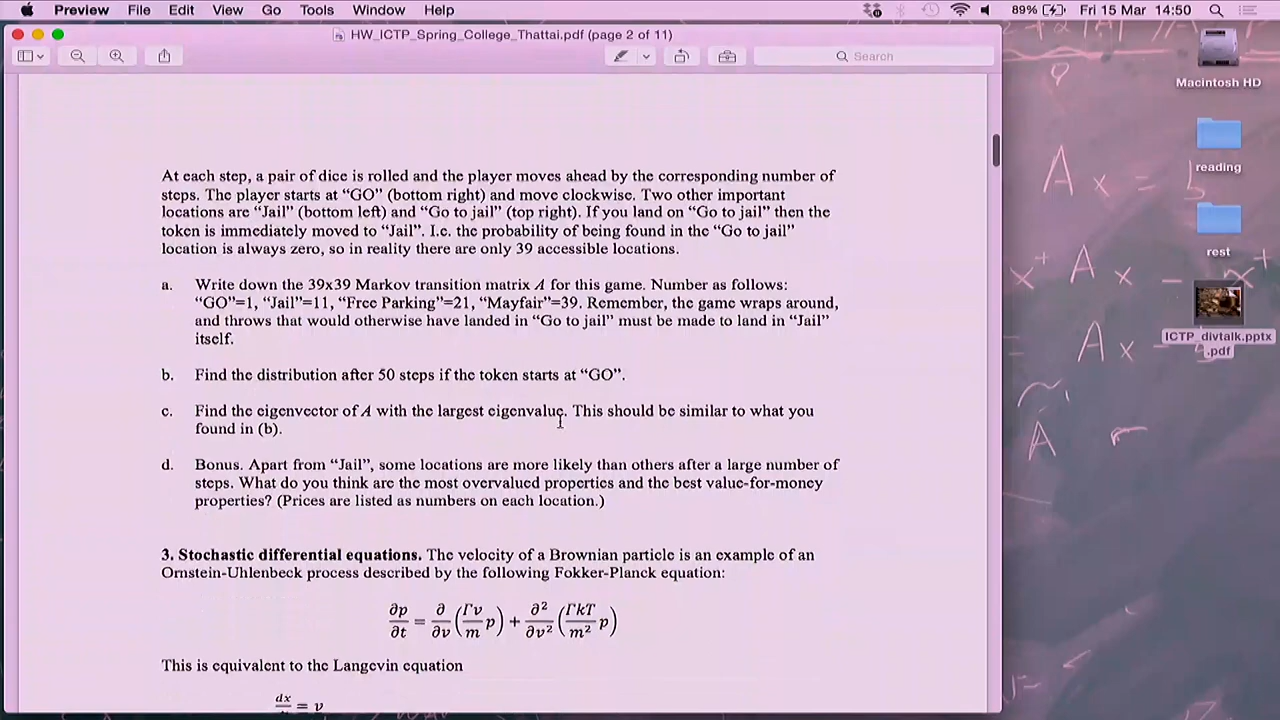 Preview File Edit View Go Tools Window Help 89% Fri 15 Mar 14:50
HW_ICTP_Spring_College_Thattai.pdf (page 2 of 11)
Search
Macintosh HD
reading
rest
ICTP_divtalk.pptx
.pdf
At each step, a pair of dice is rolled and the player moves ahead by the corresponding number of
steps. The player starts at “GO” (bottom right) and move clockwise. Two other important
locations are “Jail” (bottom left) and “Go to jail” (top right). If you land on “Go to jail” then the
token is immediately moved to “Jail”. I.e. the probability of being found in the “Go to jail”
location is always zero, so in reality there are only 39 accessible locations.
a. Write down the 39x39 Markov transition matrix A for this game. Number as follows:
“GO”=1, “Jail”=11, “Free Parking”=21, “Mayfair”=39. Remember, the game wraps around,
and throws that would otherwise have landed in “Go to jail” must be made to land in “Jail”
itself.
b. Find the distribution after 50 steps if the token starts at “GO”.
c. Find the eigenvector of A with the largest eigenvalue. This should be similar to what you
found in (b).
d. Bonus. Apart from “Jail”, some locations are more likely than others after a large number of
steps. What do you think are the most overvalued properties and the best value-for-money
properties? (Prices are listed as numbers on each location.)
3. Stochastic differential equations. The velocity of a Brownian particle is an example of an
Ornstein-Uhlenbeck process described by the following Fokker-Planck equation:
∂p/∂t = ∂/∂v (Γv/m p) + ∂²/∂v² (ΓkT/m² p)
This is equivalent to the Langevin equation
dx
= v
A x = b
x⁺ A x = x⁺
A x =
A